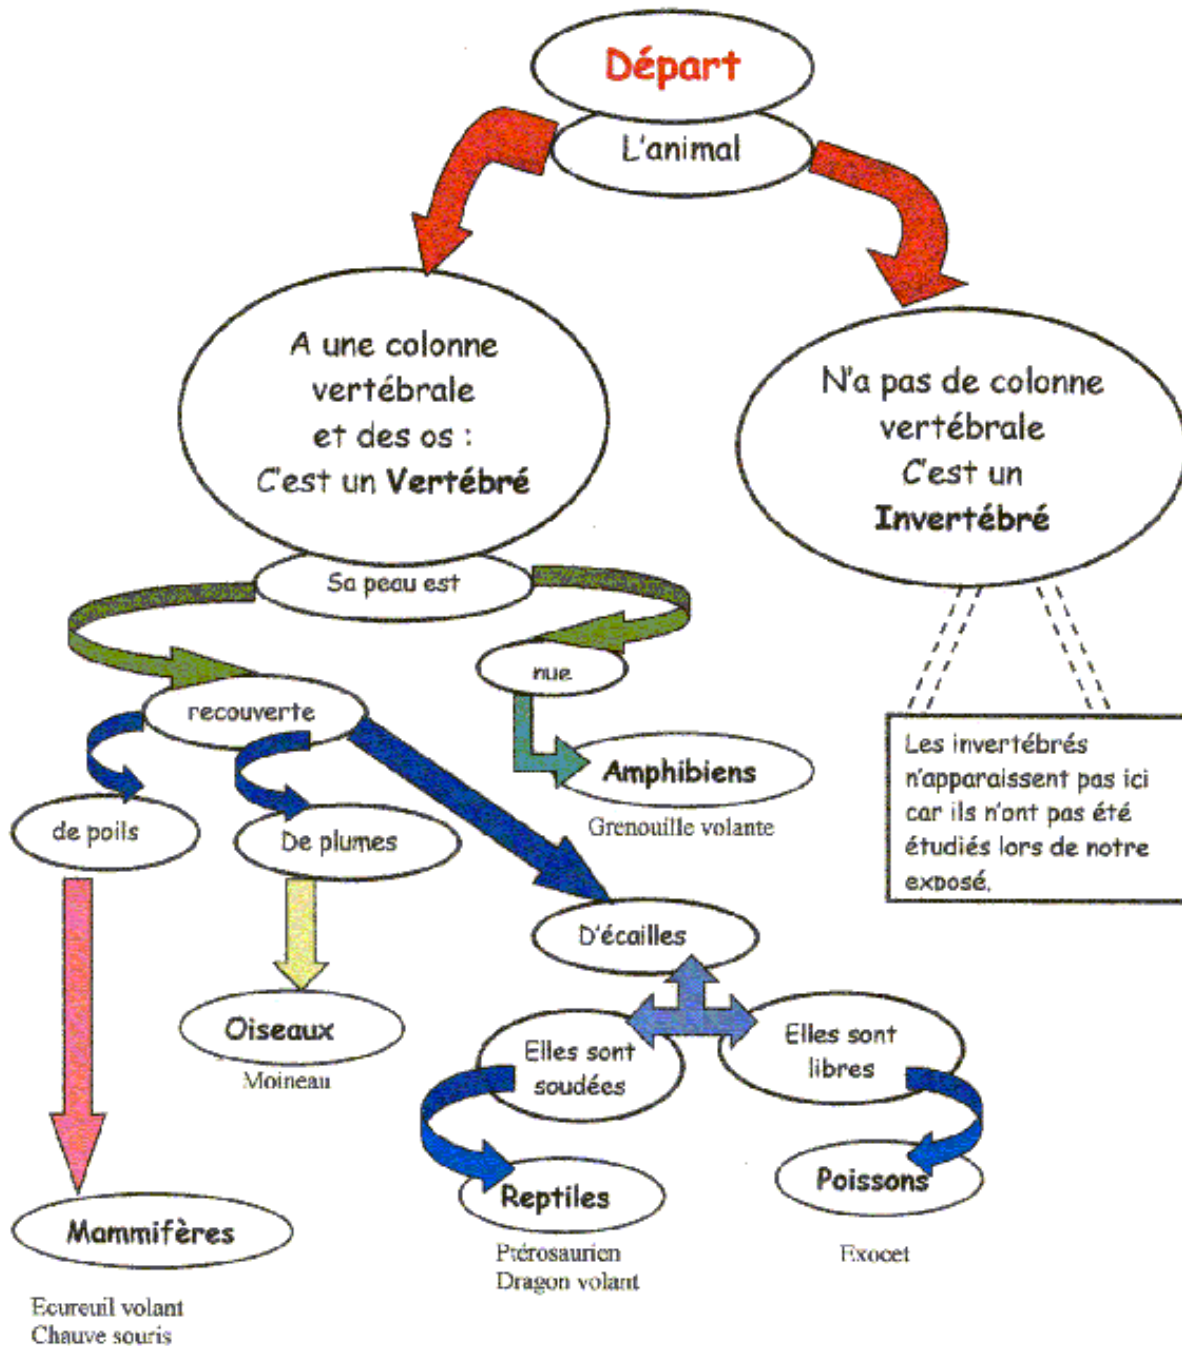 Départ
L'animal
A une colonne
vertébrale
et des os :
C'est un Vertébré
N'a pas de colonne
vertébrale
C'est un
Invertébré
Sa peau est
nue
recouverte
Les invertébrés
n'apparaissent pas ici
car ils n'ont pas été
étudiés lors de notre
exposé.
Amphibiens
Grenouille volante
de poils
De plumes
D'écailles
Oiseaux
Moineau
Elles sont
soudées
Elles sont
libres
Mammifères
Ecureuil volant
Chauve souris
Reptiles
Ptérosaurien
Dragon volant
Poissons
Exocet